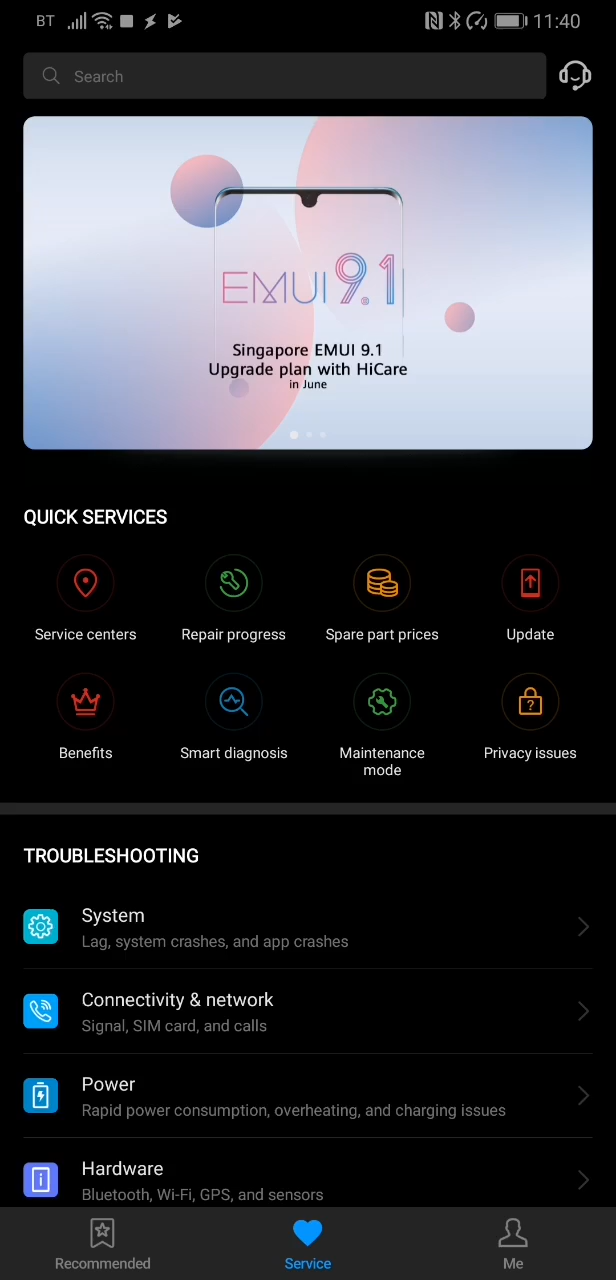 BT
11:40
Search
EMUI 9.1
Singapore EMUI 9.1
Upgrade plan with HiCare
in June
QUICK SERVICES
Service centers
Repair progress
Spare part prices
Update
Benefits
Smart diagnosis
Maintenance
mode
Privacy issues
TROUBLESHOOTING
System
Lag, system crashes, and app crashes
Connectivity & network
Signal, SIM card, and calls
Power
Rapid power consumption, overheating, and charging issues
Hardware
Bluetooth, Wi-Fi, GPS, and sensors
Recommended
Service
Me